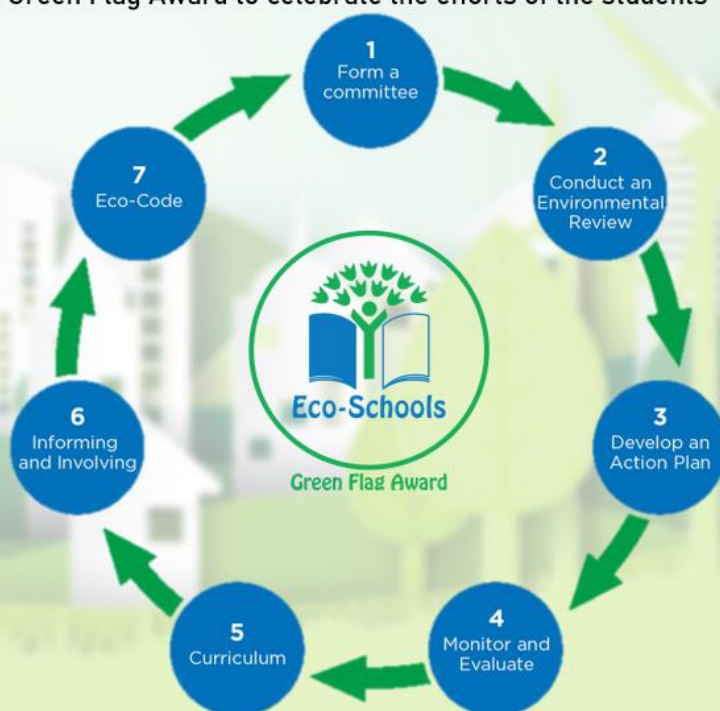 Green Flag Award to celebrate the efforts of the students
1
Form a
committee
2
Conduct an
Environmental
Review
3
Develop an
Action Plan
4
Monitor and
Evaluate
5
Curriculum
6
Informing
and Involving
7
Eco-Code
Eco-Schools
Green Flag Award